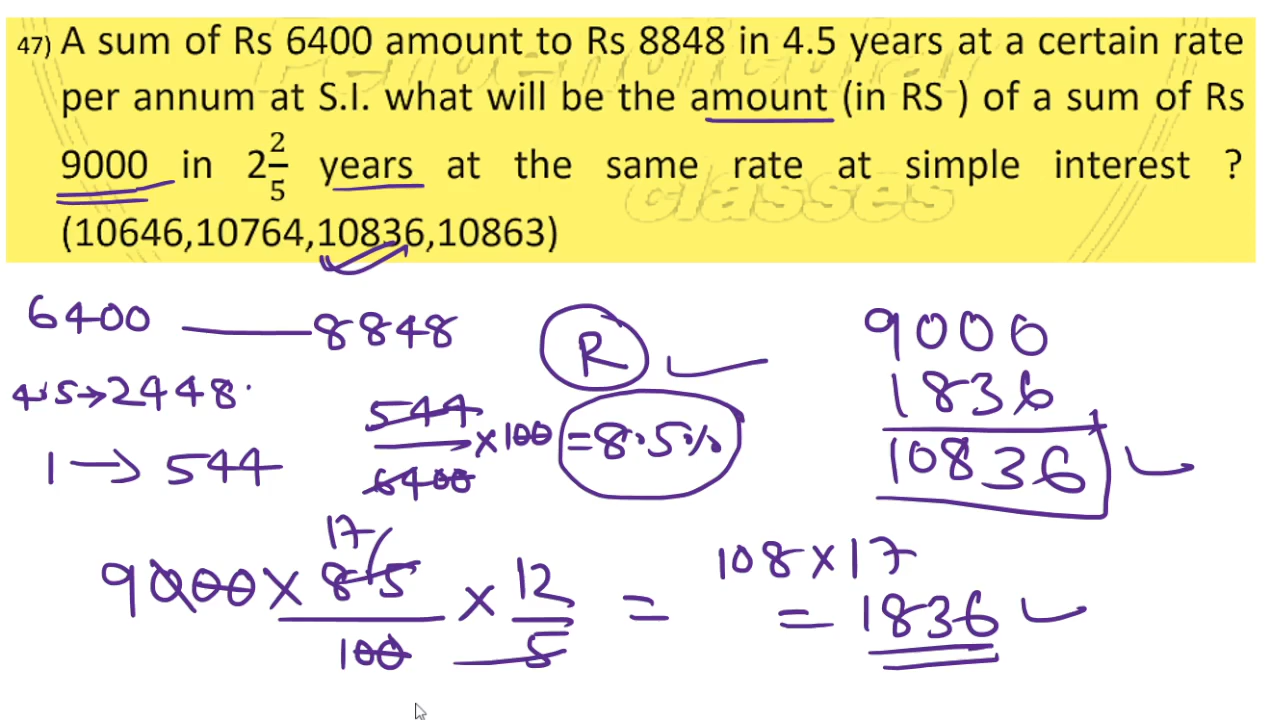 47) A sum of Rs 6400 amount to Rs 8848 in 4.5 years at a certain rate
per annum at S.I. what will be the amount (in RS ) of a sum of Rs
9000 in 2 2/5 years at the same rate at simple interest ?
(10646,10764,10836,10863)
Perpendicular
classes
6400 — 8848
4.5→2448
1 → 544
544/6400 × 100 = 8.5%
R
9000
1836
10836
17
9000 × 8.5/100 × 12/5 =
108 × 17
= 1836